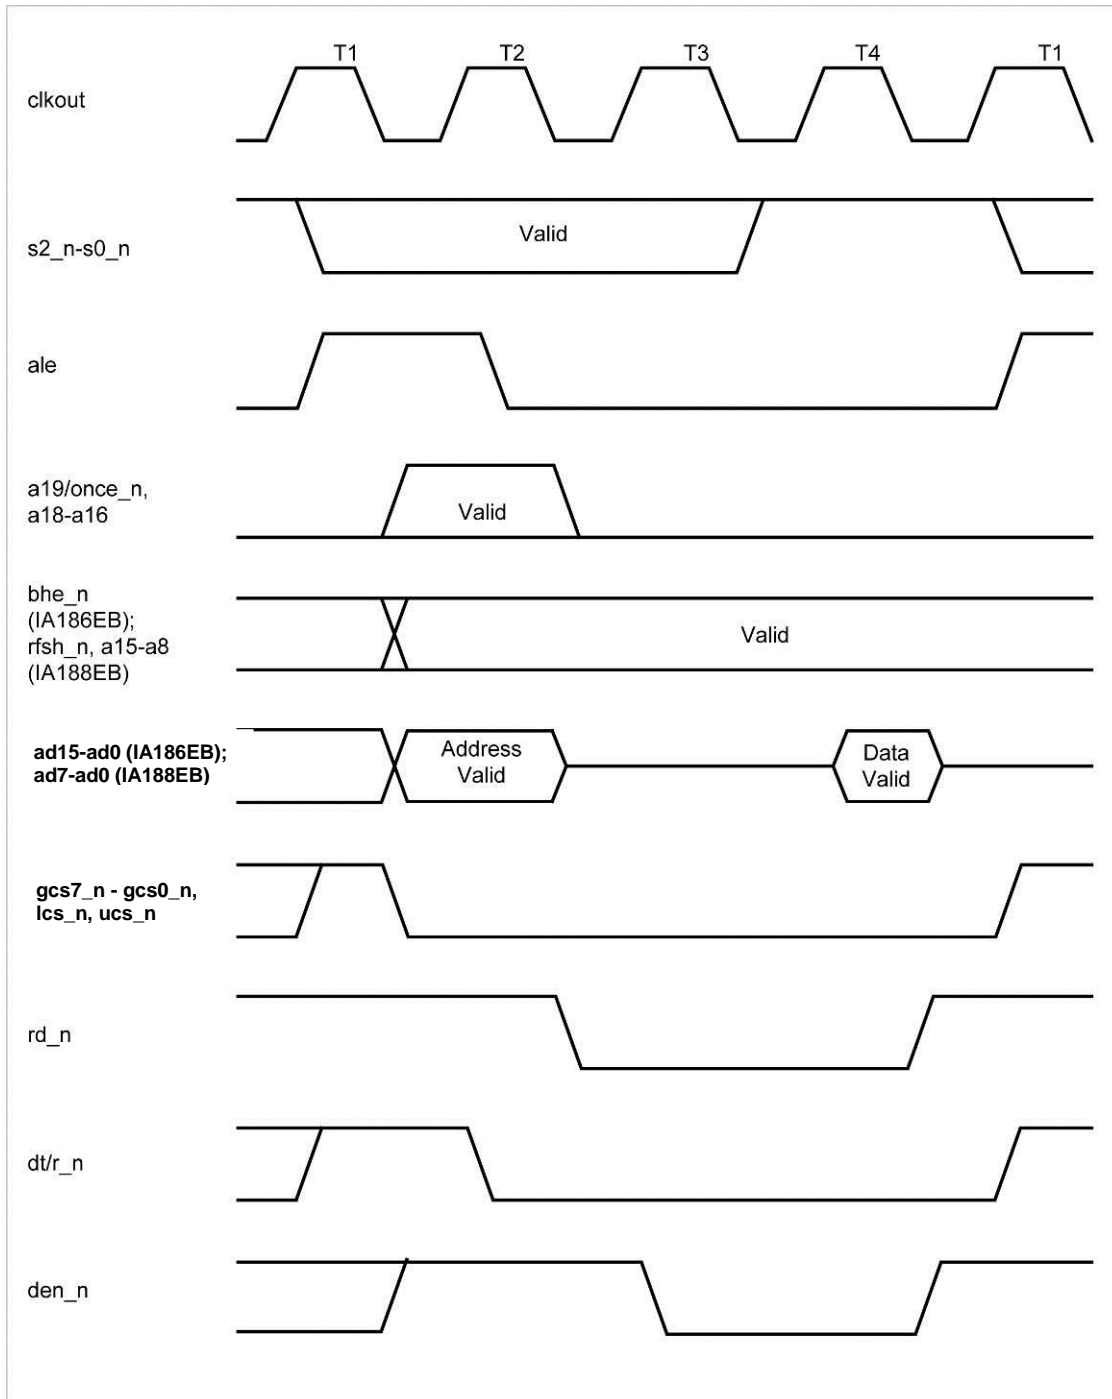 T1 T2 T3 T4 T1
clkout
s2_n-s0_n
Valid
ale
a19/once_n,
a18-a16
Valid
bhe_n
(IA186EB);
rfsh_n, a15-a8
(IA188EB)
Valid
ad15-ad0 (IA186EB);
ad7-ad0 (IA188EB)
Address
Valid
Data
Valid
gcs7_n - gcs0_n,
lcs_n, ucs_n
rd_n
dt/r_n
den_n